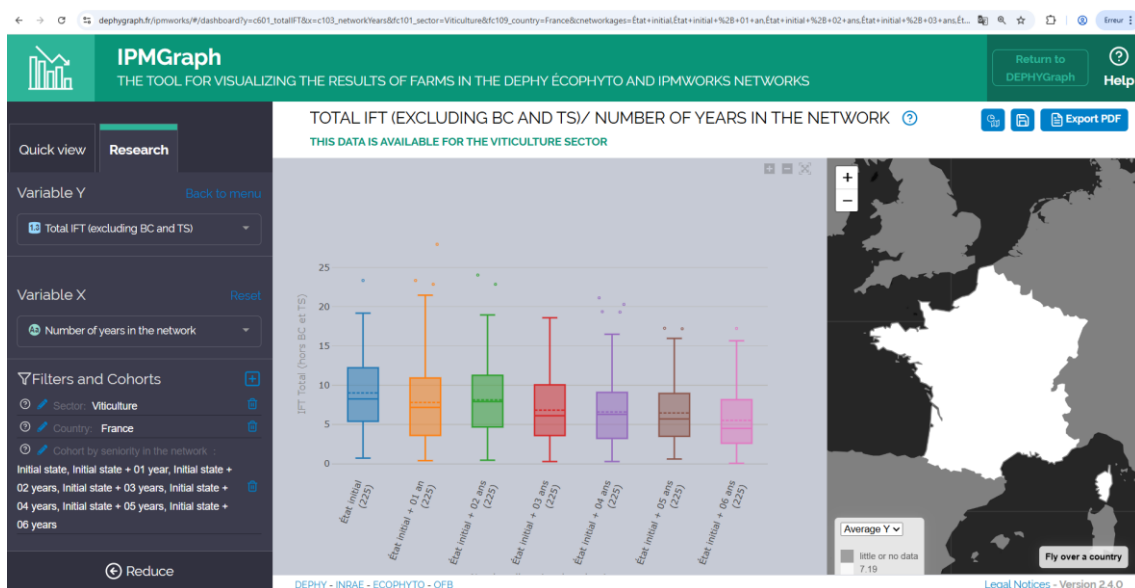 dephygraph.fr/ipmworks/#/dashboard?y=c601_totalIFT&x=c103_networkYears&fc101_sector=Viticulture&fc109_country=France&cnetworkages=État+initial,État+initial+%2B+01+an,État+initial+%2B+02+ans,État+initial+%2B+03+ans,Ét...
Erreur
IPMGraph
THE TOOL FOR VISUALIZING THE RESULTS OF FARMS IN THE DEPHY ÉCOPHYTO AND IPMWORKS NETWORKS
Return to
DEPHYGraph
?
Help
Quick view
Research
TOTAL IFT (EXCLUDING BC AND TS)/ NUMBER OF YEARS IN THE NETWORK ?
THIS DATA IS AVAILABLE FOR THE VITICULTURE SECTOR
Export PDF
Variable Y
Back to menu
Total IFT (excluding BC and TS)
Variable X
Reset
Number of years in the network
Filters and Cohorts
Sector: Viticulture
Country: France
Cohort by seniority in the network :
Initial state, Initial state + 01 year, Initial state +
02 years, Initial state + 03 years, Initial state +
04 years, Initial state + 05 years, Initial state +
06 years
Reduce
IFT Total (hors BC et TS)
25
20
15
10
5
0
État initial
(225)
État initial + 01 an
(225)
État initial + 02 ans
(225)
État initial + 03 ans
(225)
État initial + 04 ans
(225)
État initial + 05 ans
(225)
État initial + 06 ans
(225)
+
−
Average Y
little or no data
7.19
Fly over a country
DEPHY - INRAE - ECOPHYTO - OFB
Legal Notices - Version 2.4.0